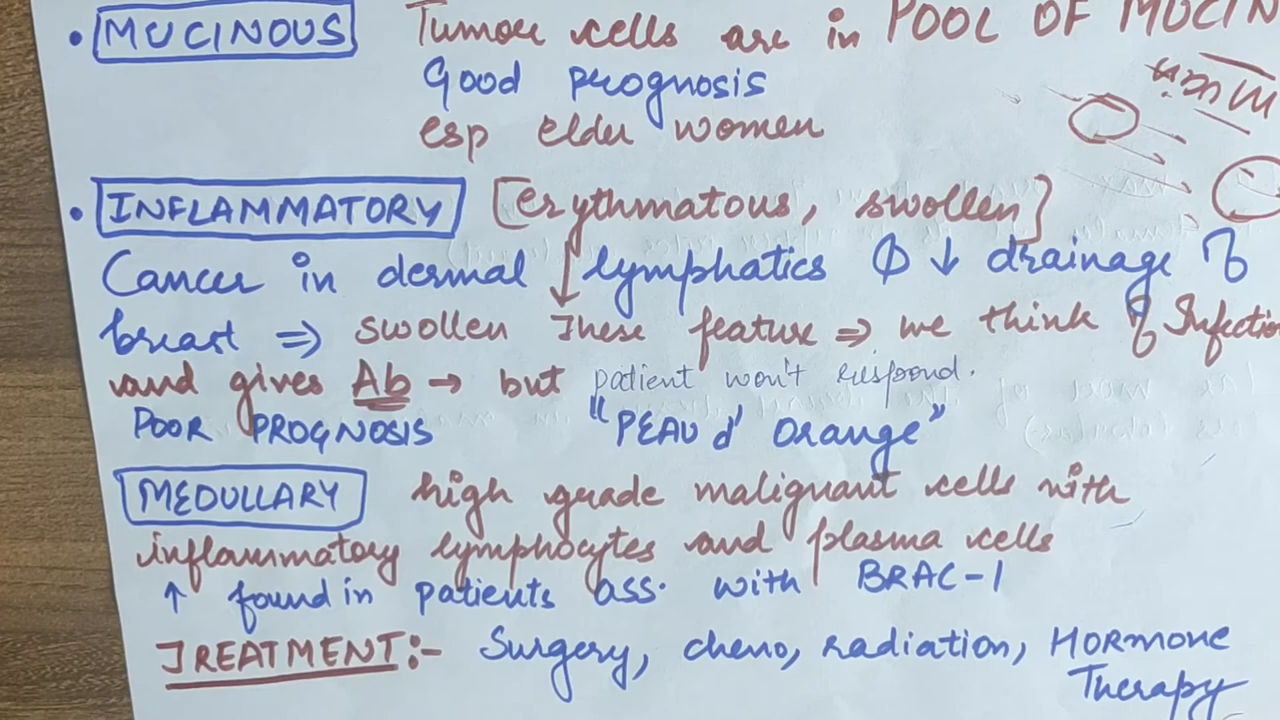 • MUCINOUS Tumour cells are in POOL OF MUCIN
Good prognosis
esp elder women
Mucin
• INFLAMMATORY [erythmatous, swollen]
Cancer in dermal lymphatics ↓ drainage of
breast ⇒ swollen These feature ⇒ we think of Infection
and gives Ab → but patient won't respond.
POOR PROGNOSIS "PEAU d' Orange"
MEDULLARY high grade malignant cells with
inflammatory lymphocytes and plasma cells
↑ found in patients ass. with BRAC-1
TREATMENT:- Surgery, chemo, radiation, HORMONE
Therapy